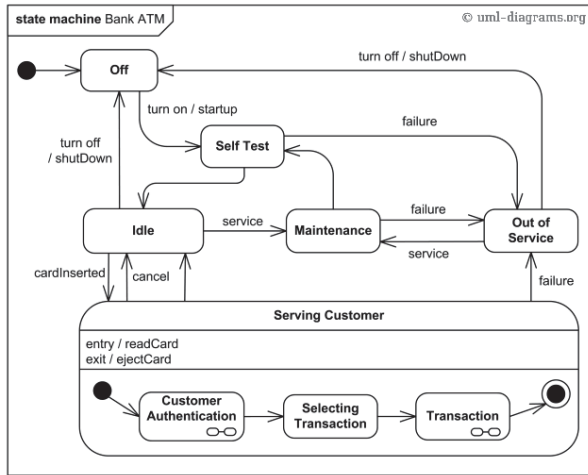 state machine Bank ATM
© uml-diagrams.org
Off
turn off / shutDown
turn on / startup
turn off
/ shutDown
Self Test
failure
Idle
service
Maintenance
failure
service
Out of
Service
cardInserted
cancel
failure
Serving Customer
entry / readCard
exit / ejectCard
Customer
Authentication
Selecting
Transaction
Transaction